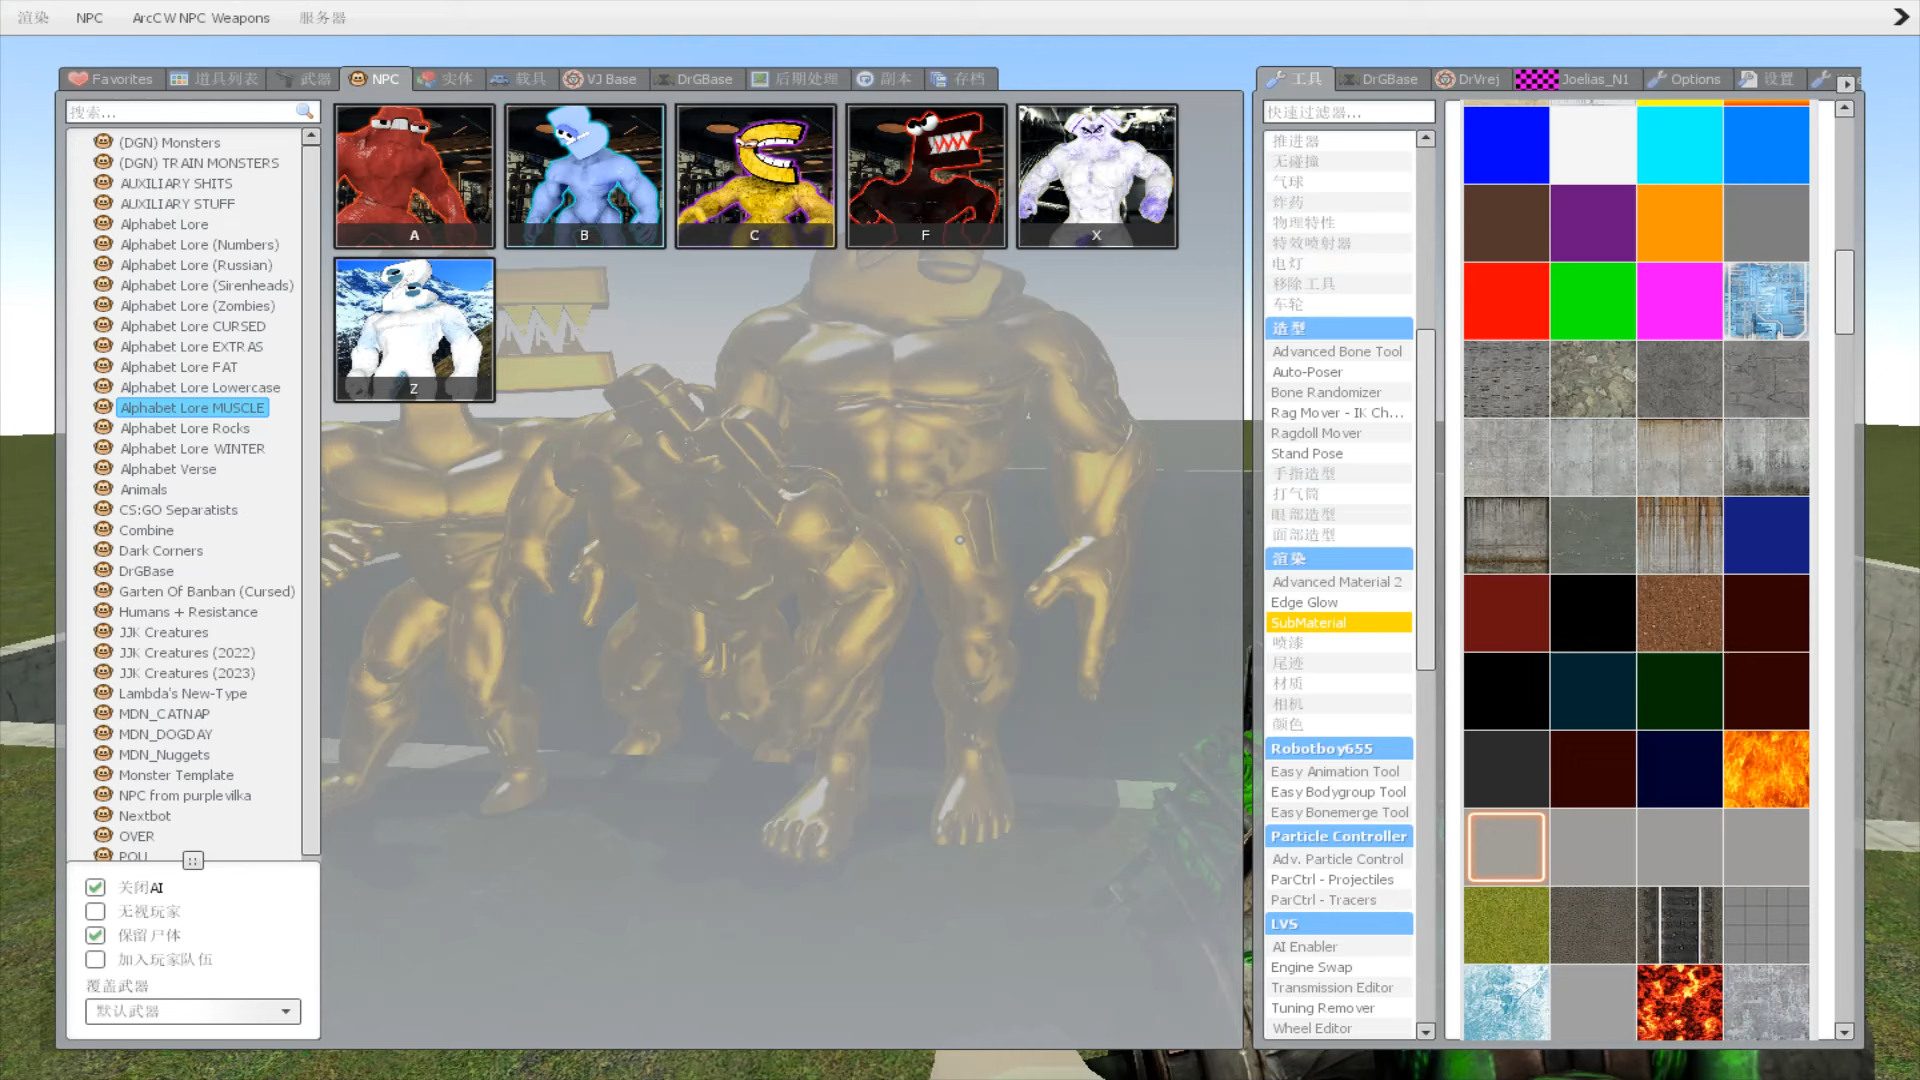 渲染 NPC ArcCW NPC Weapons 服务器
Favorites 道具列表 武器 NPC 实体 载具 VJ Base DrGBase 后期处理 副本 存档
搜索...
(DGN) Monsters
(DGN) TRAIN MONSTERS
AUXILIARY SHITS
AUXILIARY STUFF
Alphabet Lore
Alphabet Lore (Numbers)
Alphabet Lore (Russian)
Alphabet Lore (Sirenheads)
Alphabet Lore (Zombies)
Alphabet Lore CURSED
Alphabet Lore EXTRAS
Alphabet Lore FAT
Alphabet Lore Lowercase
Alphabet Lore MUSCLE
Alphabet Lore Rocks
Alphabet Lore WINTER
Alphabet Verse
Animals
CS:GO Separatists
Combine
Dark Corners
DrGBase
Garten Of Banban (Cursed)
Humans + Resistance
JJK Creatures
JJK Creatures (2022)
JJK Creatures (2023)
Lambda's New-Type
MDN_CATNAP
MDN_DOGDAY
MDN_Nuggets
Monster Template
NPC from purplevilka
Nextbot
OVER
POU
关闭AI
无视玩家
保留尸体
加入玩家队伍
覆盖武器
默认武器
A
B
C
F
X
Z
工具 DrGBase DrVrej Joelias_N1 Options 设置
快速过滤器...
推进器
无碰撞
气球
炸药
物理特性
特效喷射器
电灯
移除工具
车轮
造型
Advanced Bone Tool
Auto-Poser
Bone Randomizer
Rag Mover - IK Ch...
Ragdoll Mover
Stand Pose
手指造型
打气筒
眼部造型
面部造型
渲染
Advanced Material 2
Edge Glow
SubMaterial
喷漆
尾迹
材质
相机
颜色
Robotboy655
Easy Animation Tool
Easy Bodygroup Tool
Easy Bonemerge Tool
Particle Controller
Adv. Particle Control
ParCtrl - Projectiles
ParCtrl - Tracers
LVS
AI Enabler
Engine Swap
Transmission Editor
Tuning Remover
Wheel Editor